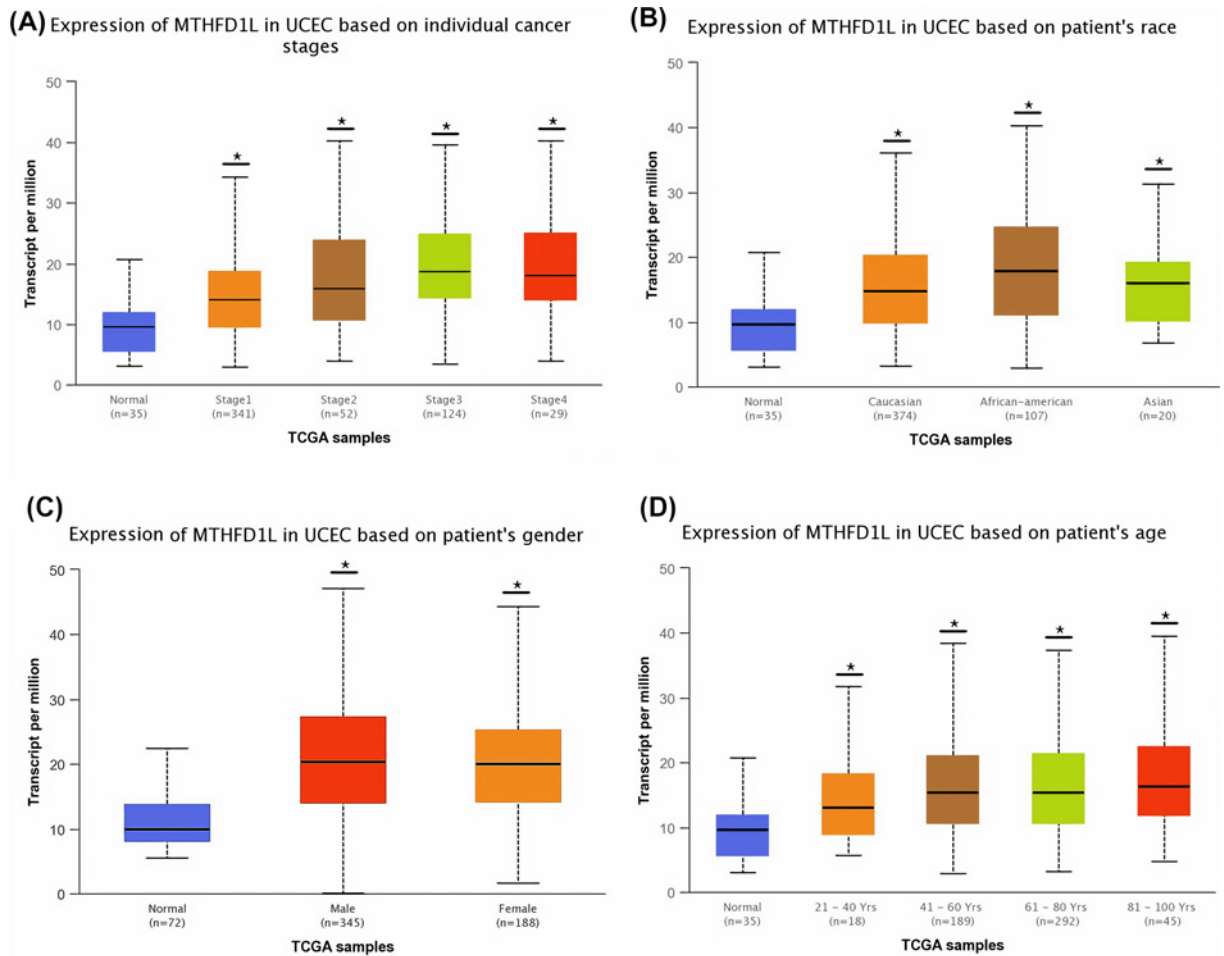 (A) Expression of MTHFD1L in UCEC based on individual cancer
stages
50
40
30
20
10
0
Transcript per million
★
★
★
★
Normal
(n=35)
Stage1
(n=341)
Stage2
(n=52)
Stage3
(n=124)
Stage4
(n=29)
TCGA samples
(B)
Expression of MTHFD1L in UCEC based on patient's race
50
40
30
20
10
0
Transcript per million
★
★
★
Normal
(n=35)
Caucasian
(n=374)
African-american
(n=107)
Asian
(n=20)
TCGA samples
(C)
Expression of MTHFD1L in UCEC based on patient's gender
50
40
30
20
10
0
Transcript per million
★
★
Normal
(n=72)
Male
(n=345)
Female
(n=188)
TCGA samples
(D)
Expression of MTHFD1L in UCEC based on patient's age
50
40
30
20
10
0
Transcript per million
★
★
★
★
Normal
(n=35)
21 - 40 Yrs
(n=18)
41 - 60 Yrs
(n=189)
61 - 80 Yrs
(n=292)
81 - 100 Yrs
(n=45)
TCGA samples